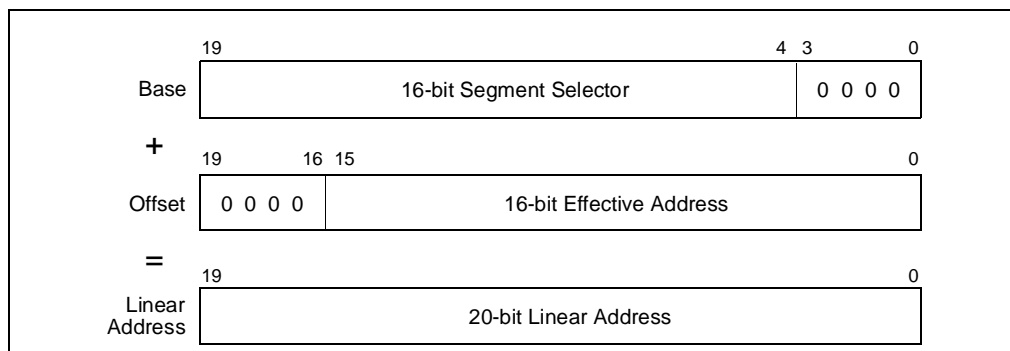 19 4 3 0
Base 16-bit Segment Selector 0 0 0 0
+
19 16 15 0
Offset 0 0 0 0 16-bit Effective Address
=
19 0
Linear
Address 20-bit Linear Address